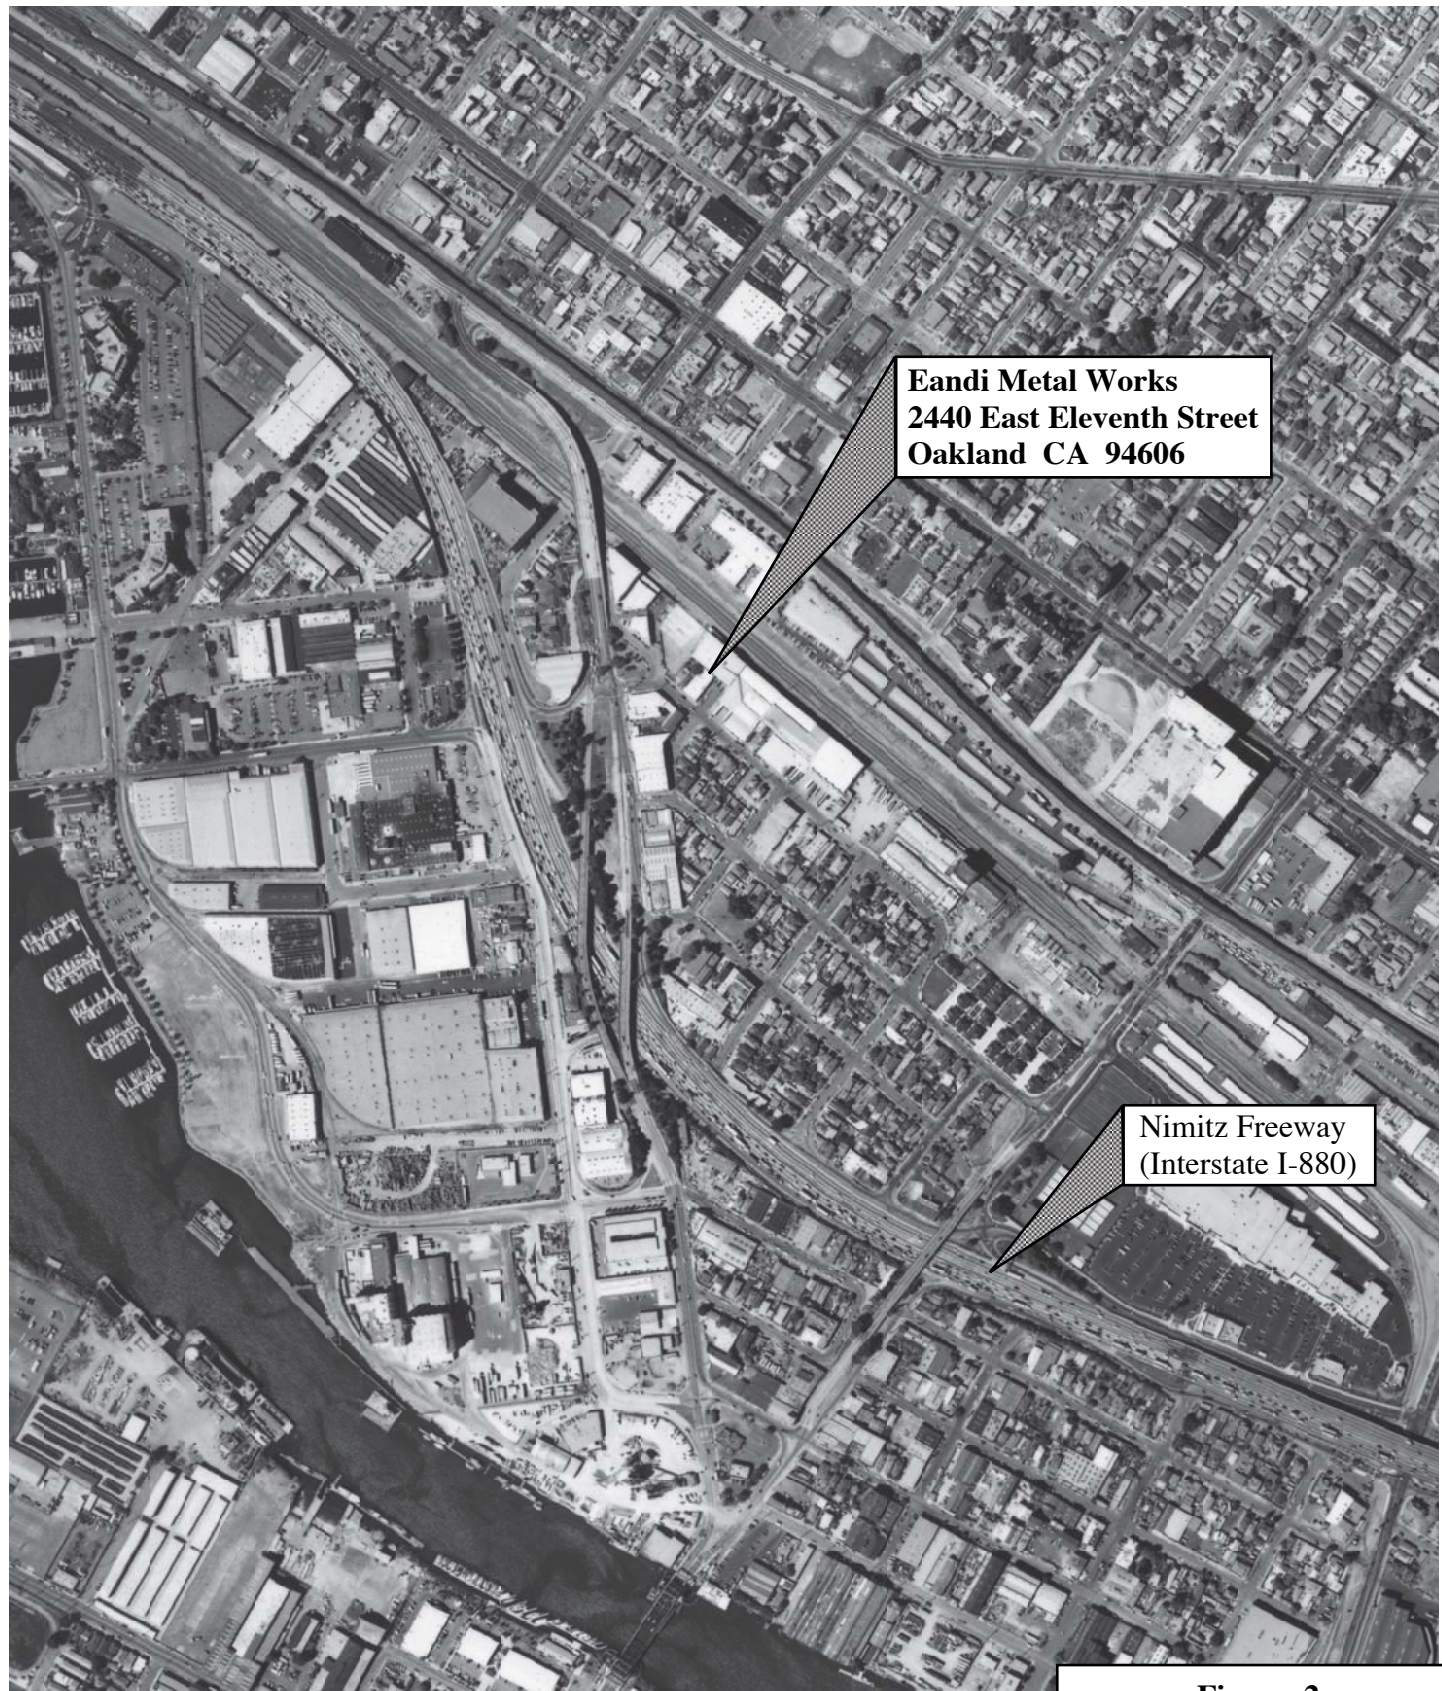 Eandi Metal Works
2440 East Eleventh Street
Oakland CA 94606
Nimitz Freeway
(Interstate I-880)